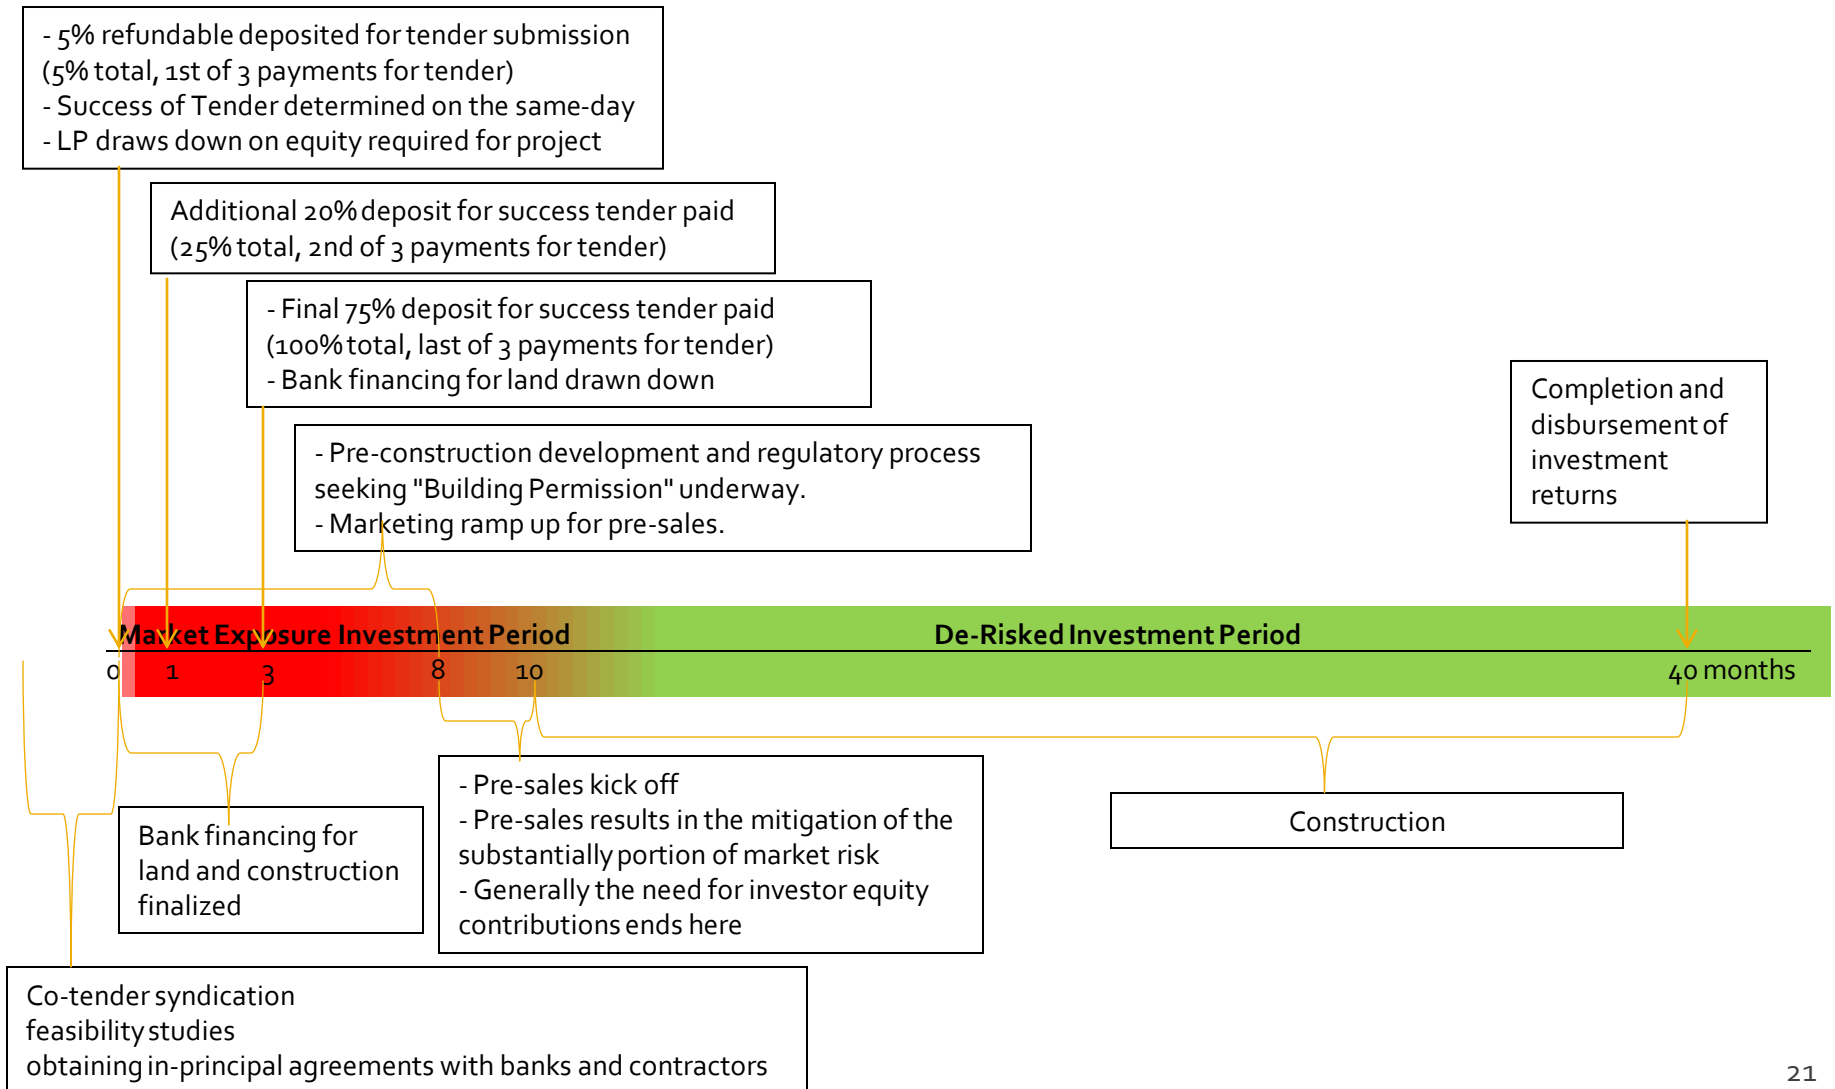 - 5% refundable deposited for tender submission
(5% total, 1st of 3 payments for tender)
- Success of Tender determined on the same-day
- LP draws down on equity required for project
Additional 20% deposit for success tender paid
(25% total, 2nd of 3 payments for tender)
- Final 75% deposit for success tender paid
(100% total, last of 3 payments for tender)
- Bank financing for land drawn down
- Pre-construction development and regulatory process
seeking "Building Permission" underway.
- Marketing ramp up for pre-sales.
Completion and
disbursement of
investment
returns
Market Exposure Investment Period
De-Risked Investment Period
0 1 3 8 10 40 months
Bank financing for
land and construction
finalized
- Pre-sales kick off
- Pre-sales results in the mitigation of the
substantially portion of market risk
- Generally the need for investor equity
contributions ends here
Construction
Co-tender syndication
feasibility studies
obtaining in-principal agreements with banks and contractors
21